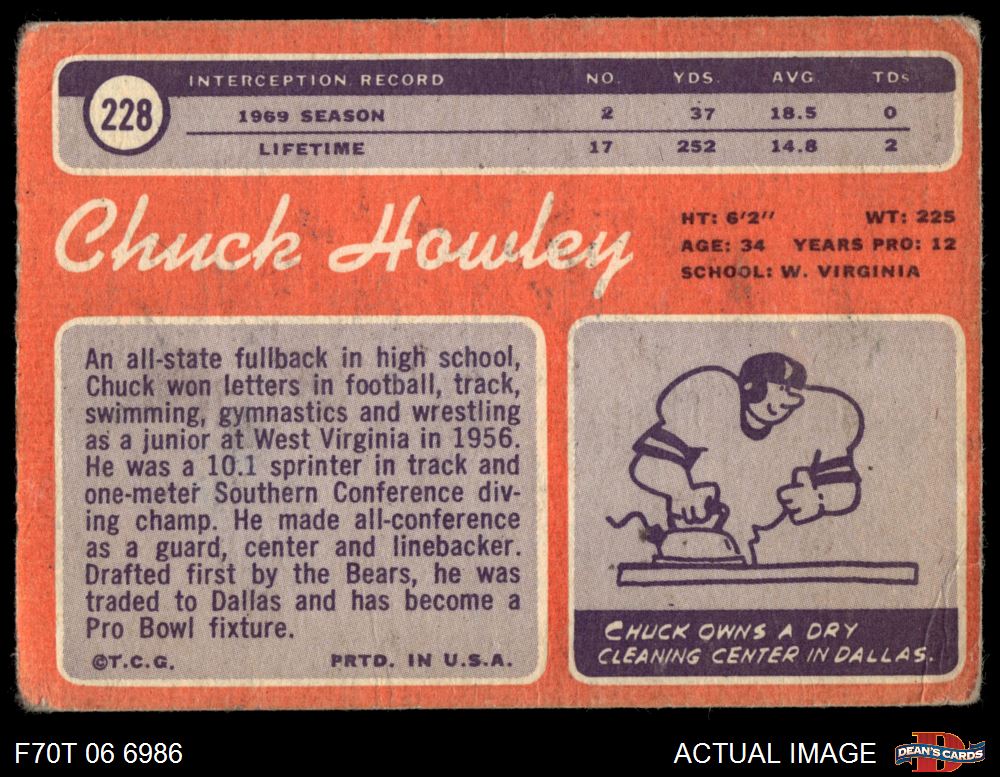 228
INTERCEPTION RECORD NO. YDS. AVG. TDs
1969 SEASON 2 37 18.5 0
LIFETIME 17 252 14.8 2
Chuck Howley
HT: 6'2" WT: 225
AGE: 34 YEARS PRO: 12
SCHOOL: W. VIRGINIA
An all-state fullback in high school,
Chuck won letters in football, track,
swimming, gymnastics and wrestling
as a junior at West Virginia in 1956.
He was a 10.1 sprinter in track and
one-meter Southern Conference div-
ing champ. He made all-conference
as a guard, center and linebacker.
Drafted first by the Bears, he was
traded to Dallas and has become a
Pro Bowl fixture.
©T.C.G. PRTD. IN U.S.A.
CHUCK OWNS A DRY
CLEANING CENTER IN DALLAS.
F70T 06 6986
ACTUAL IMAGE
D
DEAN'S CARDS